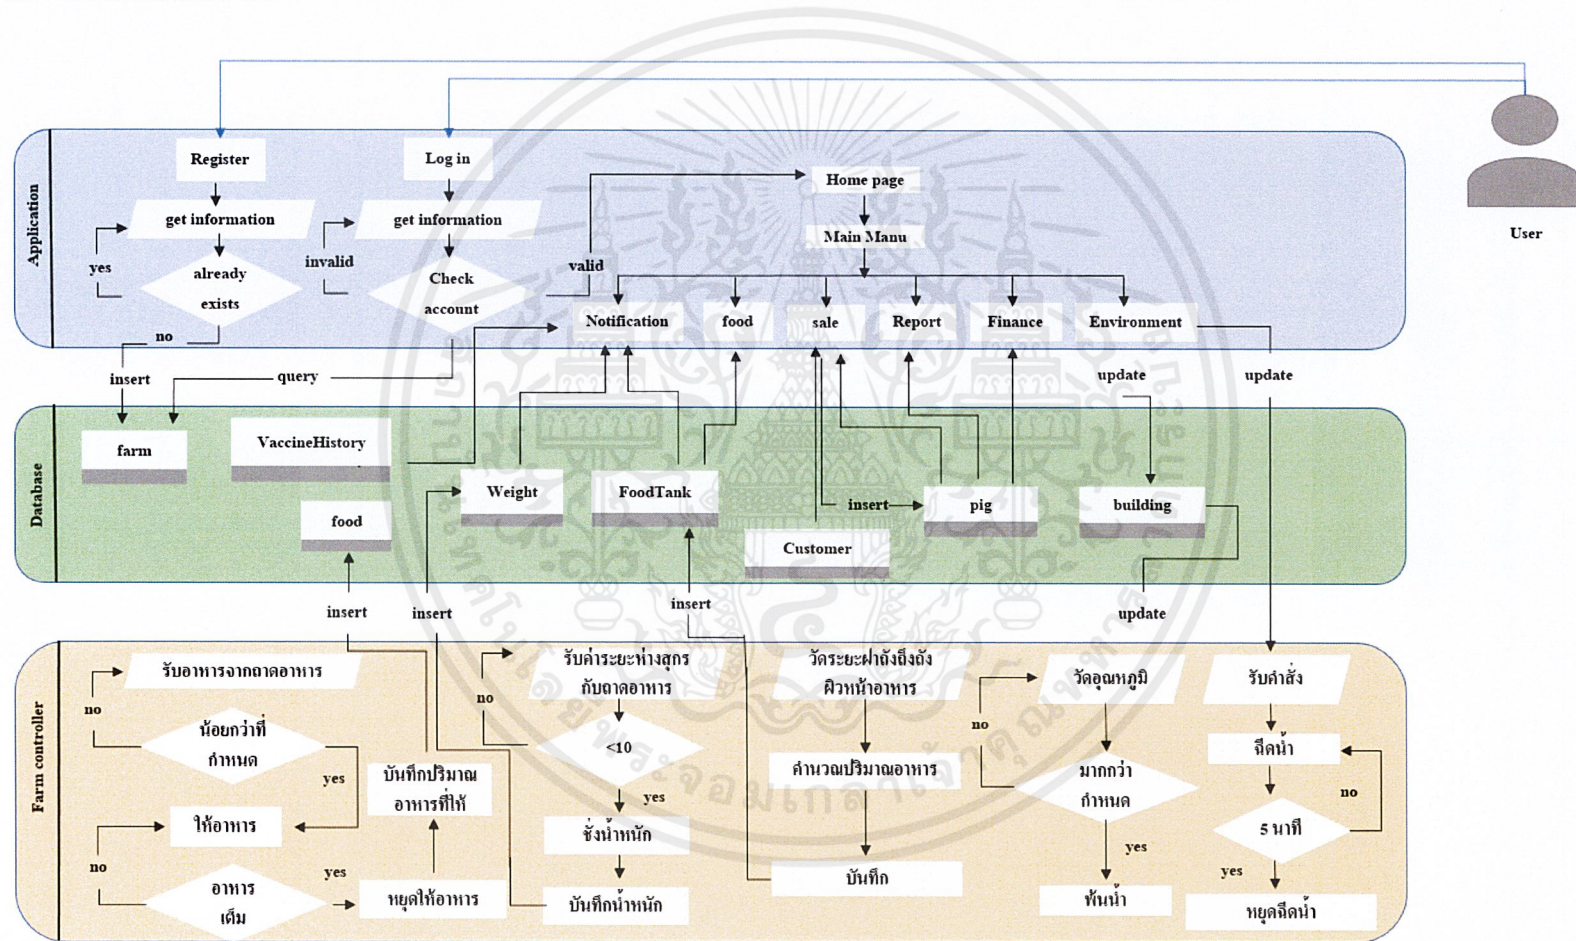 Application
Register
Log in
get information
get information
yes
already
exists
invalid
Check
account
valid
no
Home page
Main Manu
Notification
food
sale
Report
Finance
Environment
User
insert
query
update
update
Database
farm
VaccineHistory
food
Weight
FoodTank
Customer
insert
pig
building
insert
insert
insert
update
Farm controller
รับอาหารจากถาดอาหาร
no
น้อยกว่าที่
กำหนด
yes
ให้อาหาร
no
อาหาร
เต็ม
yes
หยุดให้อาหาร
บันทึกปริมาณ
อาหารที่ให้
รับค่าระยะห่างสุกร
กับถาดอาหาร
no
<10
yes
ชั่งน้ำหนัก
บันทึกน้ำหนัก
วัดระยะฝาถังถึงถัง
ผิวหน้าอาหาร
คำนวณปริมาณอาหาร
บันทึก
วัดอุณหภูมิ
no
มากกว่า
กำหนด
yes
พ้นน้ำ
รับคำสั่ง
ฉีดน้ำ
no
5 นาที
yes
หยุดฉีดน้ำ